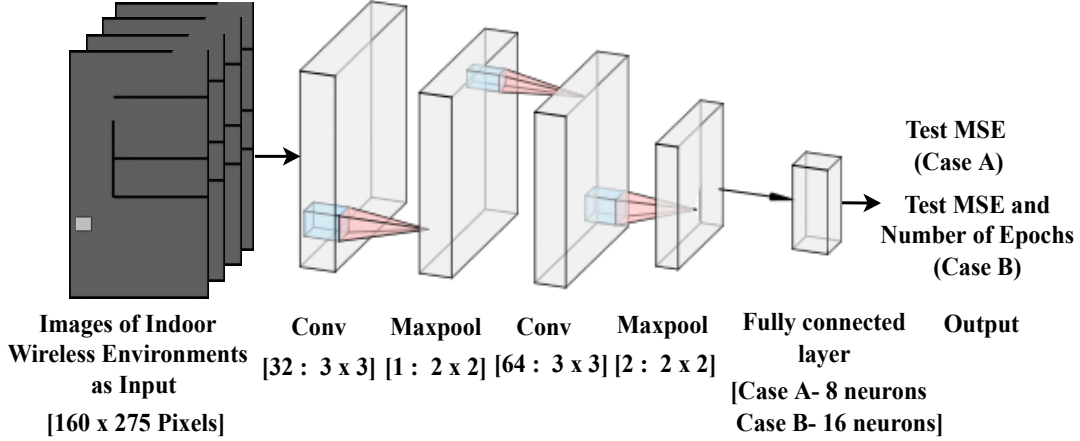 Test MSE
(Case A)
Test MSE and
Number of Epochs
(Case B)
Images of Indoor
Wireless Environments
as Input
[160 x 275 Pixels]
Conv
[32 : 3 x 3]
Maxpool
[1 : 2 x 2]
Conv
[64 : 3 x 3]
Maxpool
[2 : 2 x 2]
Fully connected
layer
[Case A- 8 neurons
Case B- 16 neurons]
Output